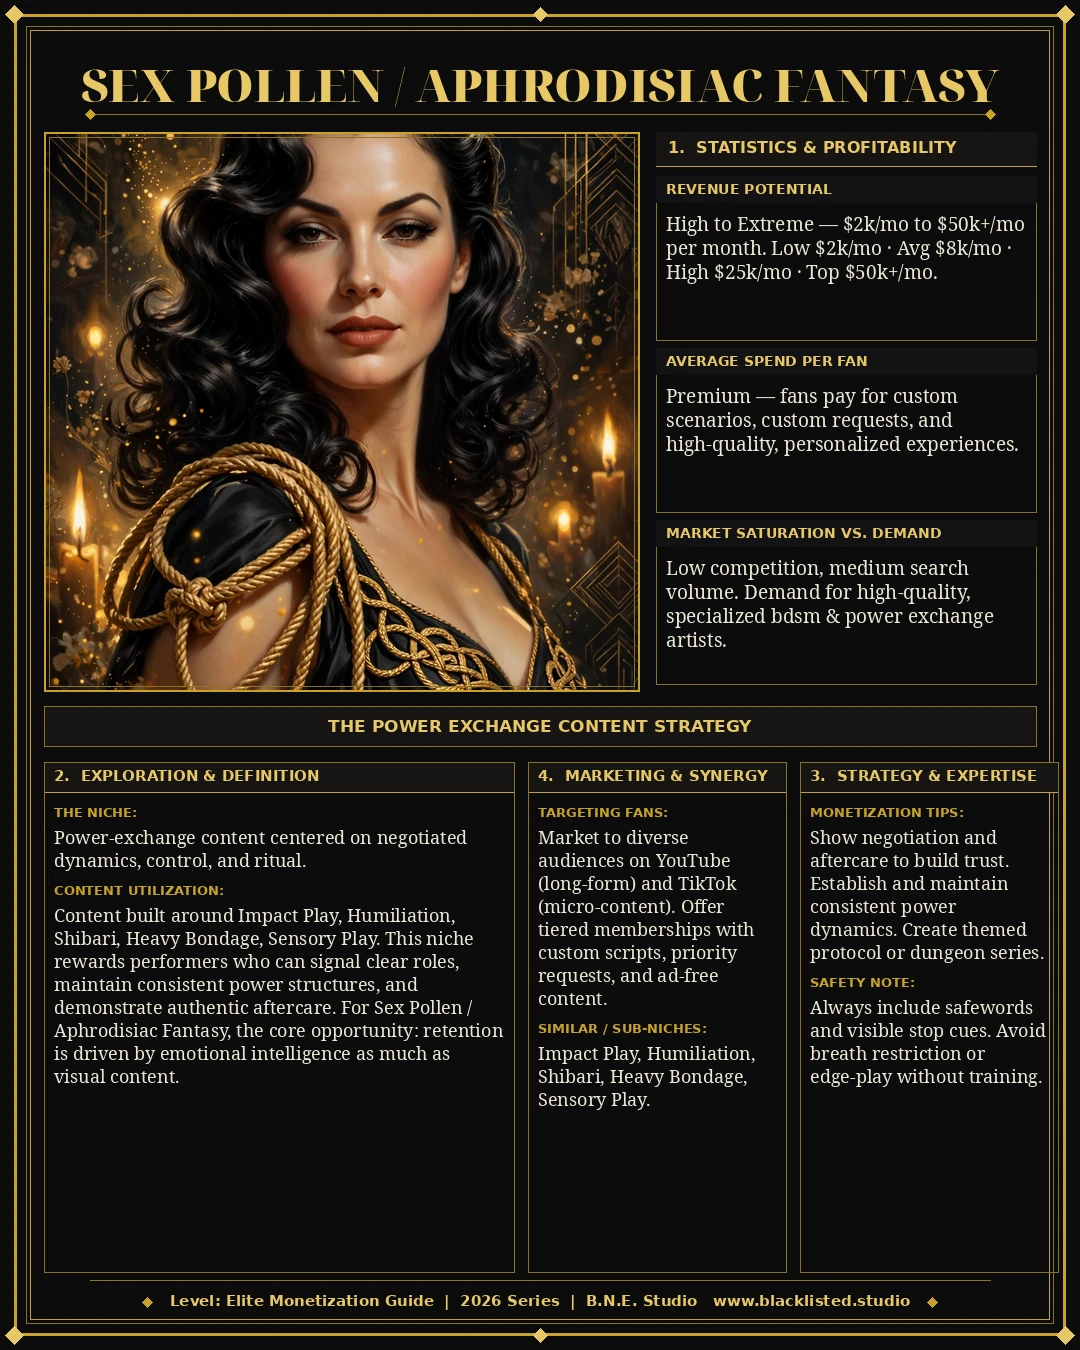 SEX POLLEN / APHRODISIAC FANTASY
1. STATISTICS & PROFITABILITY
REVENUE POTENTIAL
High to Extreme — $2k/mo to $50k+/mo
per month. Low $2k/mo · Avg $8k/mo ·
High $25k/mo · Top $50k+/mo.
AVERAGE SPEND PER FAN
Premium — fans pay for custom
scenarios, custom requests, and
high-quality, personalized experiences.
MARKET SATURATION VS. DEMAND
Low competition, medium search
volume. Demand for high-quality,
specialized bdsm & power exchange
artists.
THE POWER EXCHANGE CONTENT STRATEGY
2. EXPLORATION & DEFINITION
THE NICHE:
Power-exchange content centered on negotiated
dynamics, control, and ritual.
CONTENT UTILIZATION:
Content built around Impact Play, Humiliation,
Shibari, Heavy Bondage, Sensory Play. This niche
rewards performers who can signal clear roles,
maintain consistent power structures, and
demonstrate authentic aftercare. For Sex Pollen /
Aphrodisiac Fantasy, the core opportunity: retention
is driven by emotional intelligence as much as
visual content.
4. MARKETING & SYNERGY
TARGETING FANS:
Market to diverse
audiences on YouTube
(long-form) and TikTok
(micro-content). Offer
tiered memberships with
custom scripts, priority
requests, and ad-free
content.
SIMILAR / SUB-NICHES:
Impact Play, Humiliation,
Shibari, Heavy Bondage,
Sensory Play.
3. STRATEGY & EXPERTISE
MONETIZATION TIPS:
Show negotiation and
aftercare to build trust.
Establish and maintain
consistent power
dynamics. Create themed
protocol or dungeon series.
SAFETY NOTE:
Always include safewords
and visible stop cues. Avoid
breath restriction or
edge-play without training.
Level: Elite Monetization Guide | 2026 Series | B.N.E. Studio www.blacklisted.studio